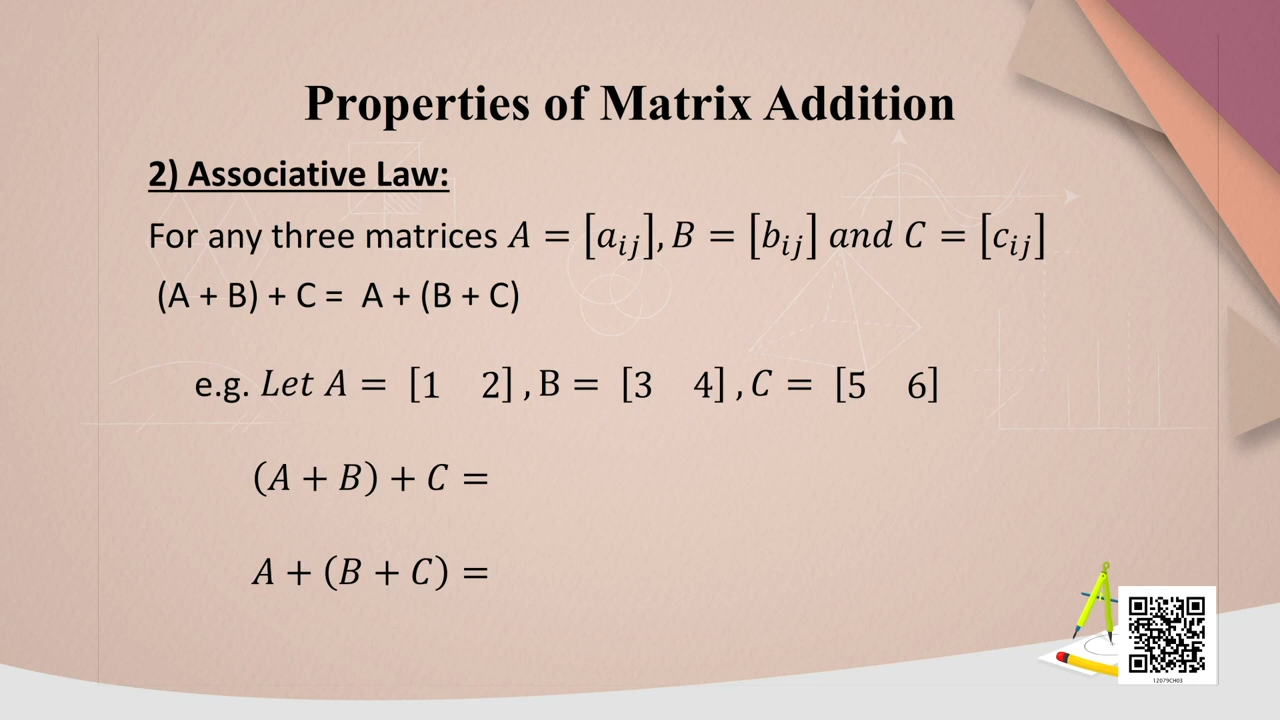 Properties of Matrix Addition
2) Associative Law:
For any three matrices A = [aᵢⱼ], B = [bᵢⱼ] and C = [cᵢⱼ]
(A + B) + C = A + (B + C)
e.g. Let A = [1 2] , B = [3 4] , C = [5 6]
(A + B) + C =
A + (B + C) =
12079CH03